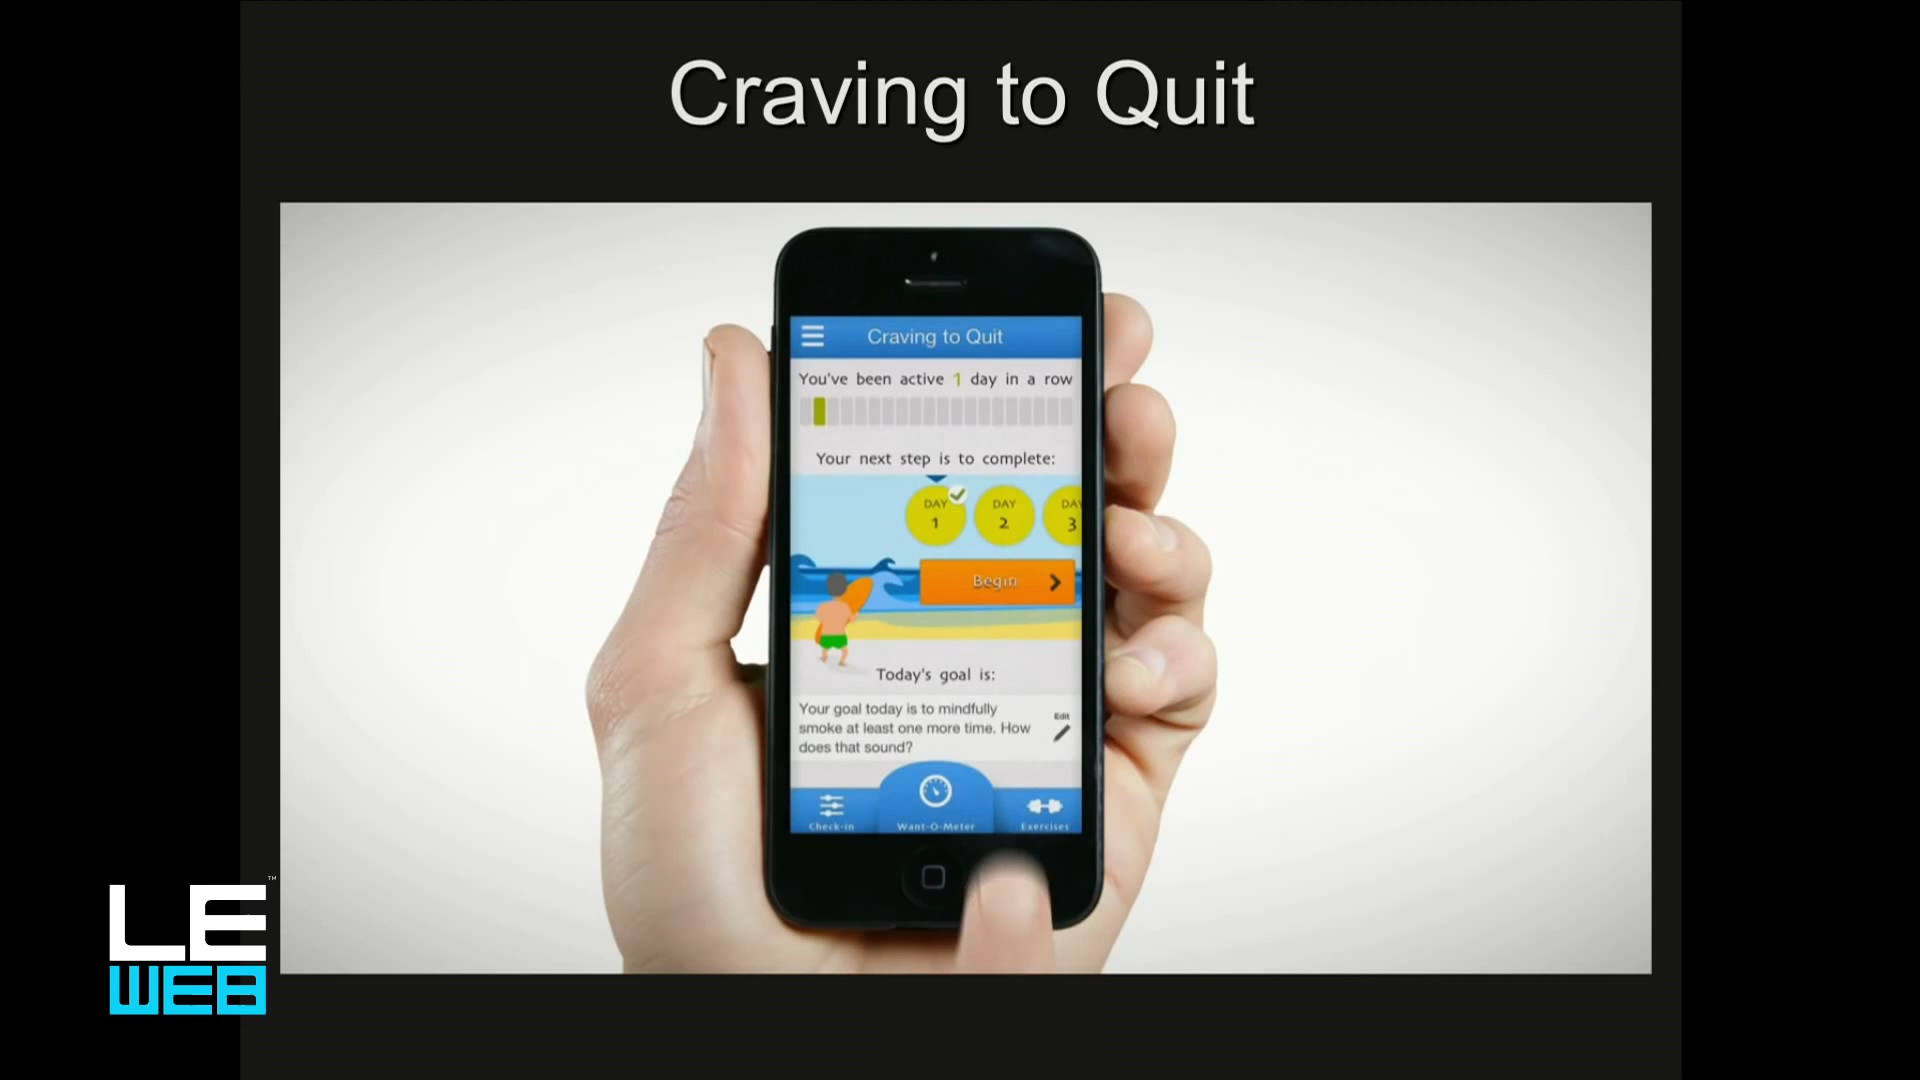 Craving to Quit
Craving to Quit
You've been active 1 day in a row
Your next step is to complete:
DAY DAY DAY
1 2 3
Begin
Today's goal is:
Your goal today is to mindfully
smoke at least one more time. How
does that sound?
Edit
Check-in Want-O-Meter Exercises
LE
WEB
TM